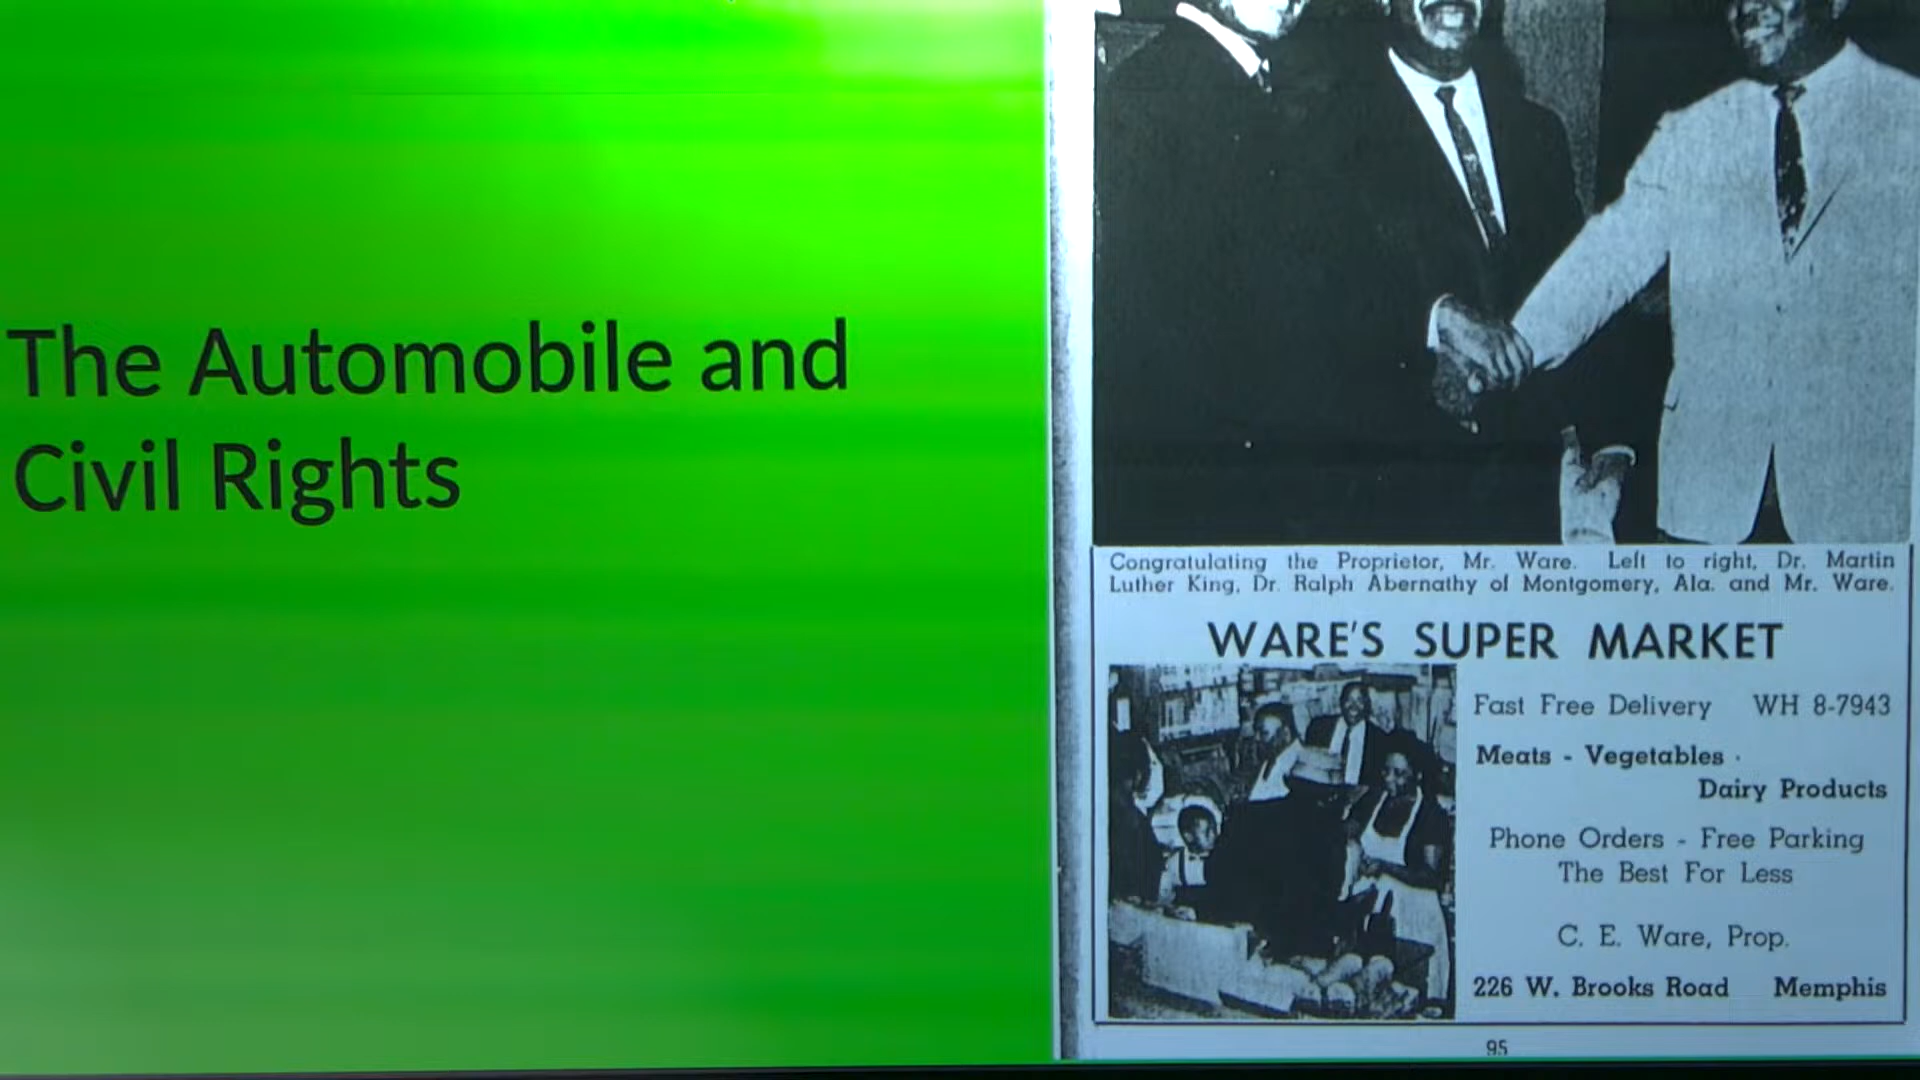 The Automobile and
Civil Rights
Congratulating the Proprietor, Mr. Ware. Left to right, Dr. Martin
Luther King, Dr. Ralph Abernathy of Montgomery, Ala. and Mr. Ware.
WARE'S SUPER MARKET
Fast Free Delivery WH 8-7943
Meats - Vegetables -
Dairy Products
Phone Orders - Free Parking
The Best For Less
C. E. Ware, Prop.
226 W. Brooks Road Memphis
95